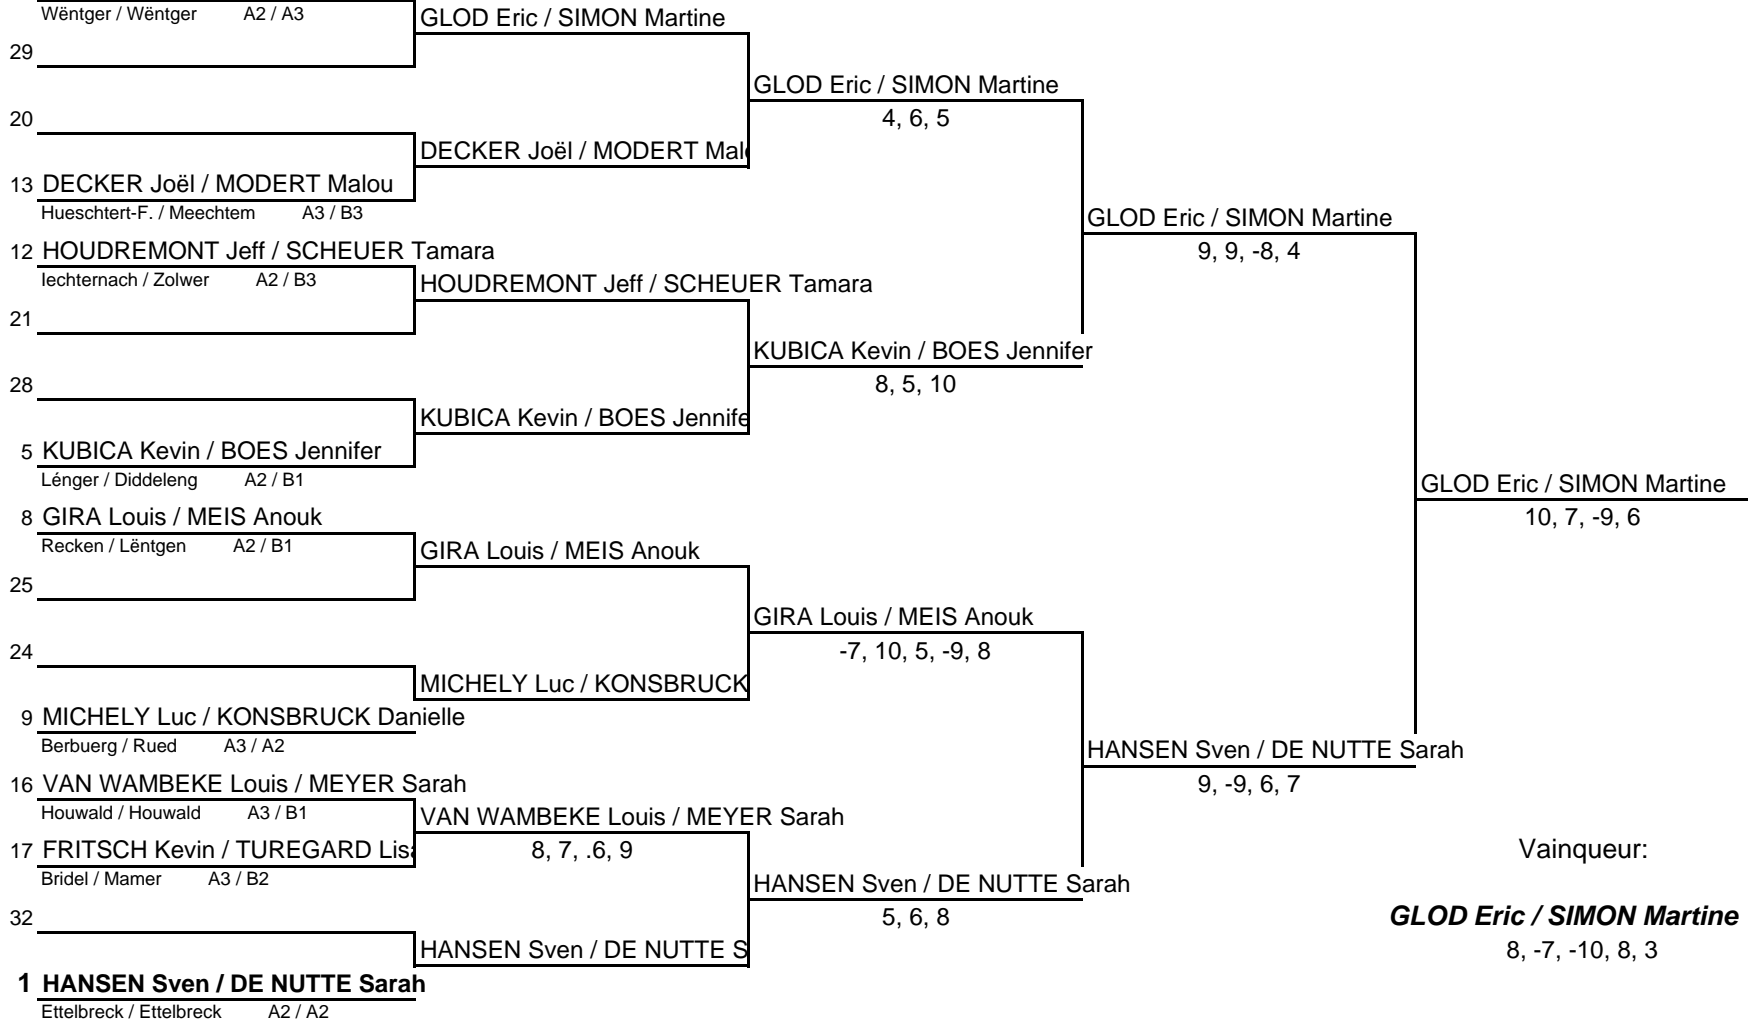 Wëntger / Wëntger A2 / A3
GLOD Eric / SIMON Martine
29
GLOD Eric / SIMON Martine
20
4, 6, 5
DECKER Joël / MODERT Mal
13 DECKER Joël / MODERT Malou
Hueschtert-F. / Meechtem A3 / B3
GLOD Eric / SIMON Martine
12 HOUDREMONT Jeff / SCHEUER Tamara
9, 9, -8, 4
Iechternach / Zolwer A2 / B3
HOUDREMONT Jeff / SCHEUER Tamara
21
KUBICA Kevin / BOES Jennifer
28
8, 5, 10
KUBICA Kevin / BOES Jennife
5 KUBICA Kevin / BOES Jennifer
Lénger / Diddeleng A2 / B1
GLOD Eric / SIMON Martine
8 GIRA Louis / MEIS Anouk
10, 7, -9, 6
Recken / Lëntgen A2 / B1
GIRA Louis / MEIS Anouk
25
GIRA Louis / MEIS Anouk
24
-7, 10, 5, -9, 8
MICHELY Luc / KONSBRUCK
9 MICHELY Luc / KONSBRUCK Danielle
Berbuerg / Rued A3 / A2
HANSEN Sven / DE NUTTE Sarah
16 VAN WAMBEKE Louis / MEYER Sarah
9, -9, 6, 7
Houwald / Houwald A3 / B1
VAN WAMBEKE Louis / MEYER Sarah
17 FRITSCH Kevin / TUREGARD Lisa
8, 7, .6, 9
Vainqueur:
Bridel / Mamer A3 / B2
HANSEN Sven / DE NUTTE Sarah
32
5, 6, 8
GLOD Eric / SIMON Martine
HANSEN Sven / DE NUTTE S
8, -7, -10, 8, 3
1 HANSEN Sven / DE NUTTE Sarah
Ettelbreck / Ettelbreck A2 / A2